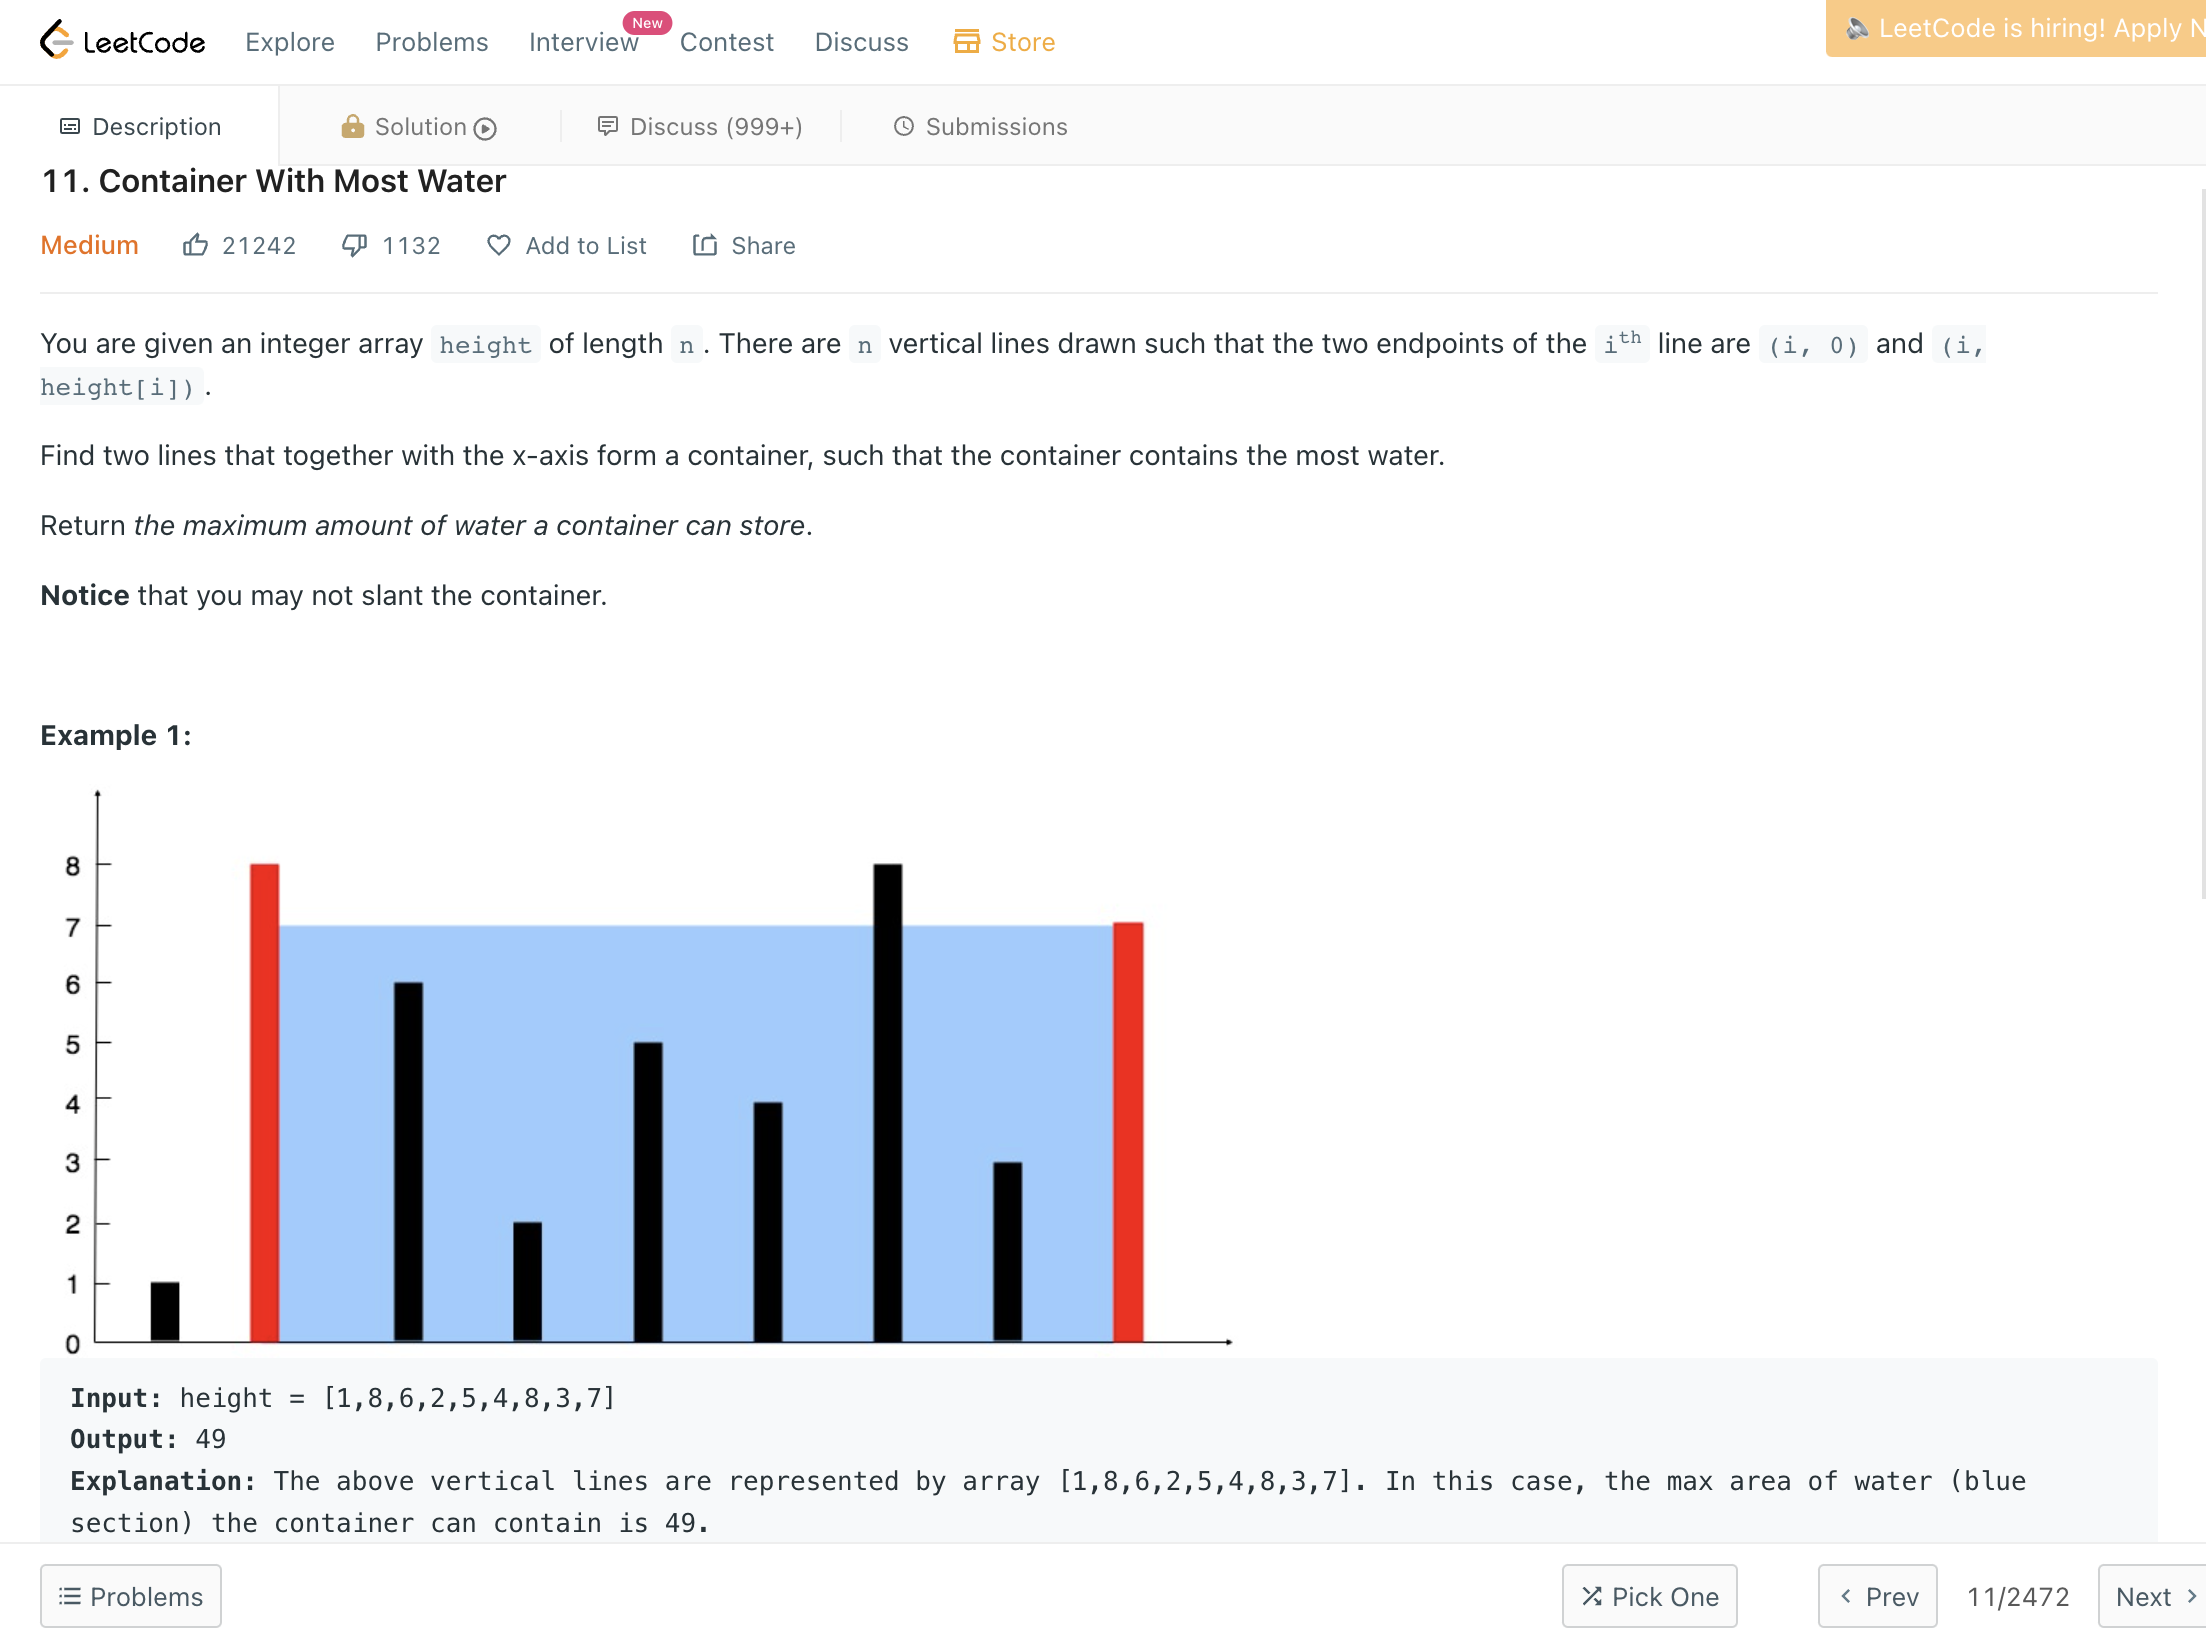 LeetCode Explore Problems Interview New Contest Discuss Store LeetCode is hiring! Apply N
Description Solution Discuss (999+) Submissions
11. Container With Most Water
Medium 21242 1132 Add to List Share
You are given an integer array height of length n. There are n vertical lines drawn such that the two endpoints of the ith line are (i, 0) and (i,
height[i]).
Find two lines that together with the x-axis form a container, such that the container contains the most water.
Return the maximum amount of water a container can store.
Notice that you may not slant the container.
Example 1:
8
7
6
5
4
3
2
1
0
Input: height = [1,8,6,2,5,4,8,3,7]
Output: 49
Explanation: The above vertical lines are represented by array [1,8,6,2,5,4,8,3,7]. In this case, the max area of water (blue
section) the container can contain is 49.
Problems Pick One Prev 11/2472 Next